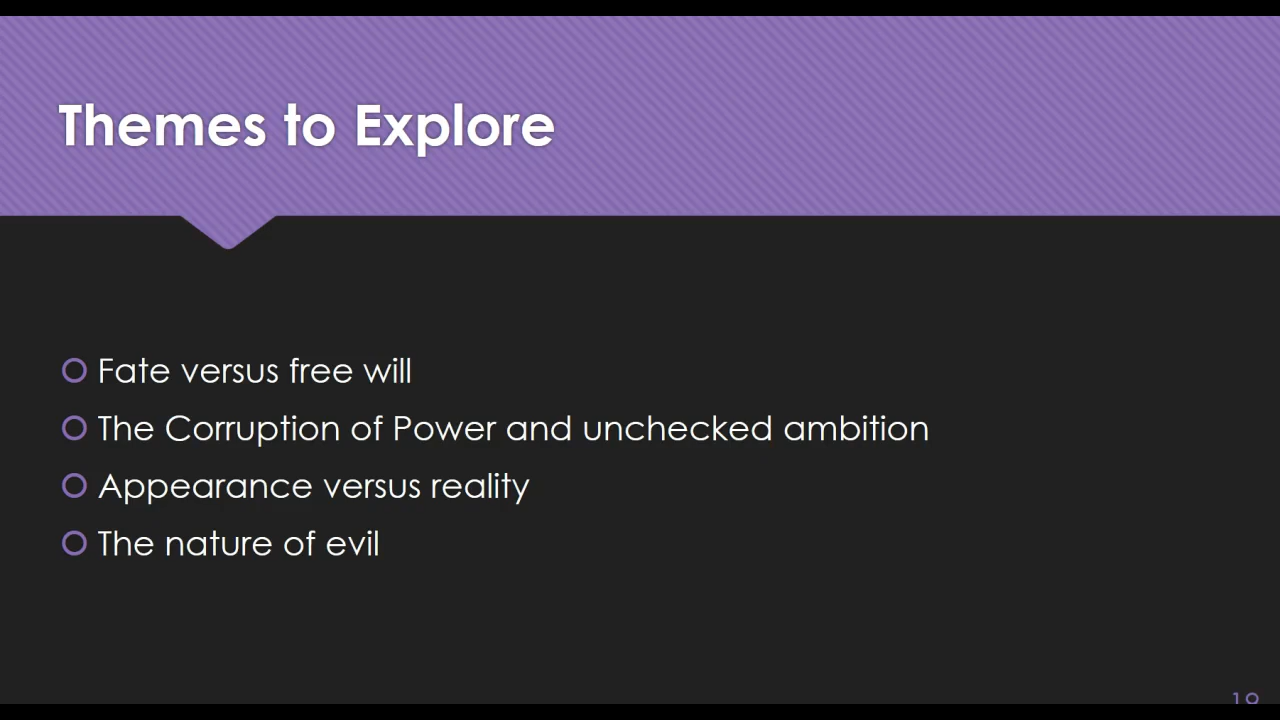 Themes to Explore
Fate versus free will
The Corruption of Power and unchecked ambition
Appearance versus reality
The nature of evil